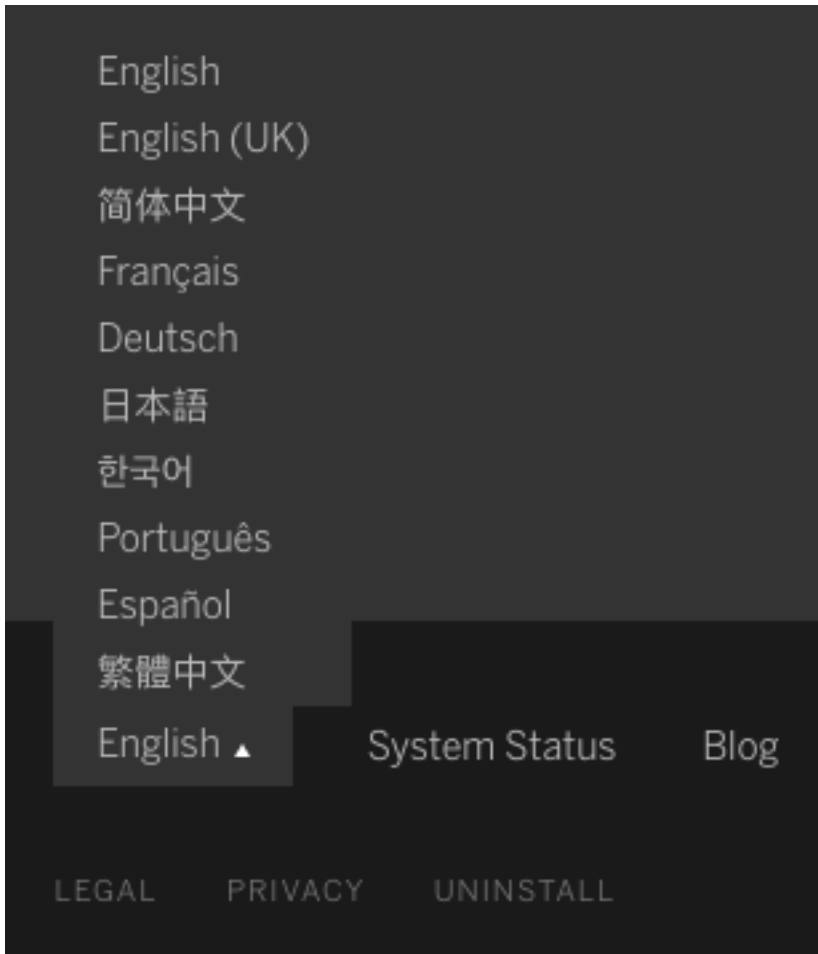 English
English (UK)
简体中文
Français
Deutsch
日本語
한국어
Português
Español
繁體中文
English ▲ System Status Blog
LEGAL PRIVACY UNINSTALL